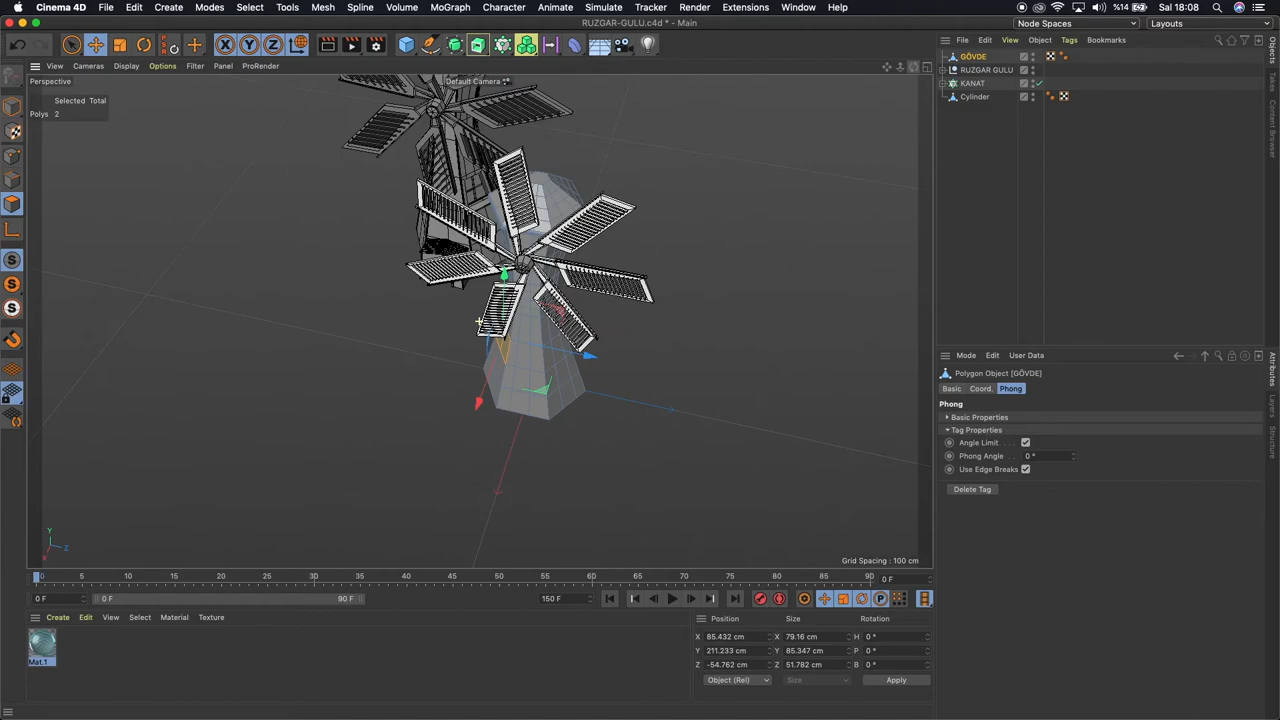 Cinema 4D File Edit Create Modes Select Tools Mesh Spline Volume MoGraph Character Animate Simulate Tracker Render Extensions Window Help %14 Sal 18:08
RUZGAR-GULU.c4d * - Main
Node Spaces Layouts
View Cameras Display Options Filter Panel ProRender
File Edit View Object Tags Bookmarks
Perspective
Default Camera
Selected Total
Polys 2
GÖVDE
RUZGAR GULU
KANAT
Cylinder
Objects
Takes
Content Browser
Mode Edit User Data
Polygon Object [GÖVDE]
Basic Coord. Phong
Phong
Basic Properties
Tag Properties
Angle Limit . . . .
Phong Angle . . 0 °
Use Edge Breaks
Delete Tag
Attributes
Layers
Structure
Y
Z
X
Grid Spacing : 100 cm
0 5 10 15 20 25 30 35 40 45 50 55 60 65 70 75 80 85 90 0 F
0 F 0 F 90 F 150 F
Create Edit View Select Material Texture
Mat.1
Position Size Rotation
X 85.432 cm X 79.16 cm H 0 °
Y 211.233 cm Y 85.347 cm P 0 °
Z -54.762 cm Z 51.782 cm B 0 °
Object (Rel) Size Apply